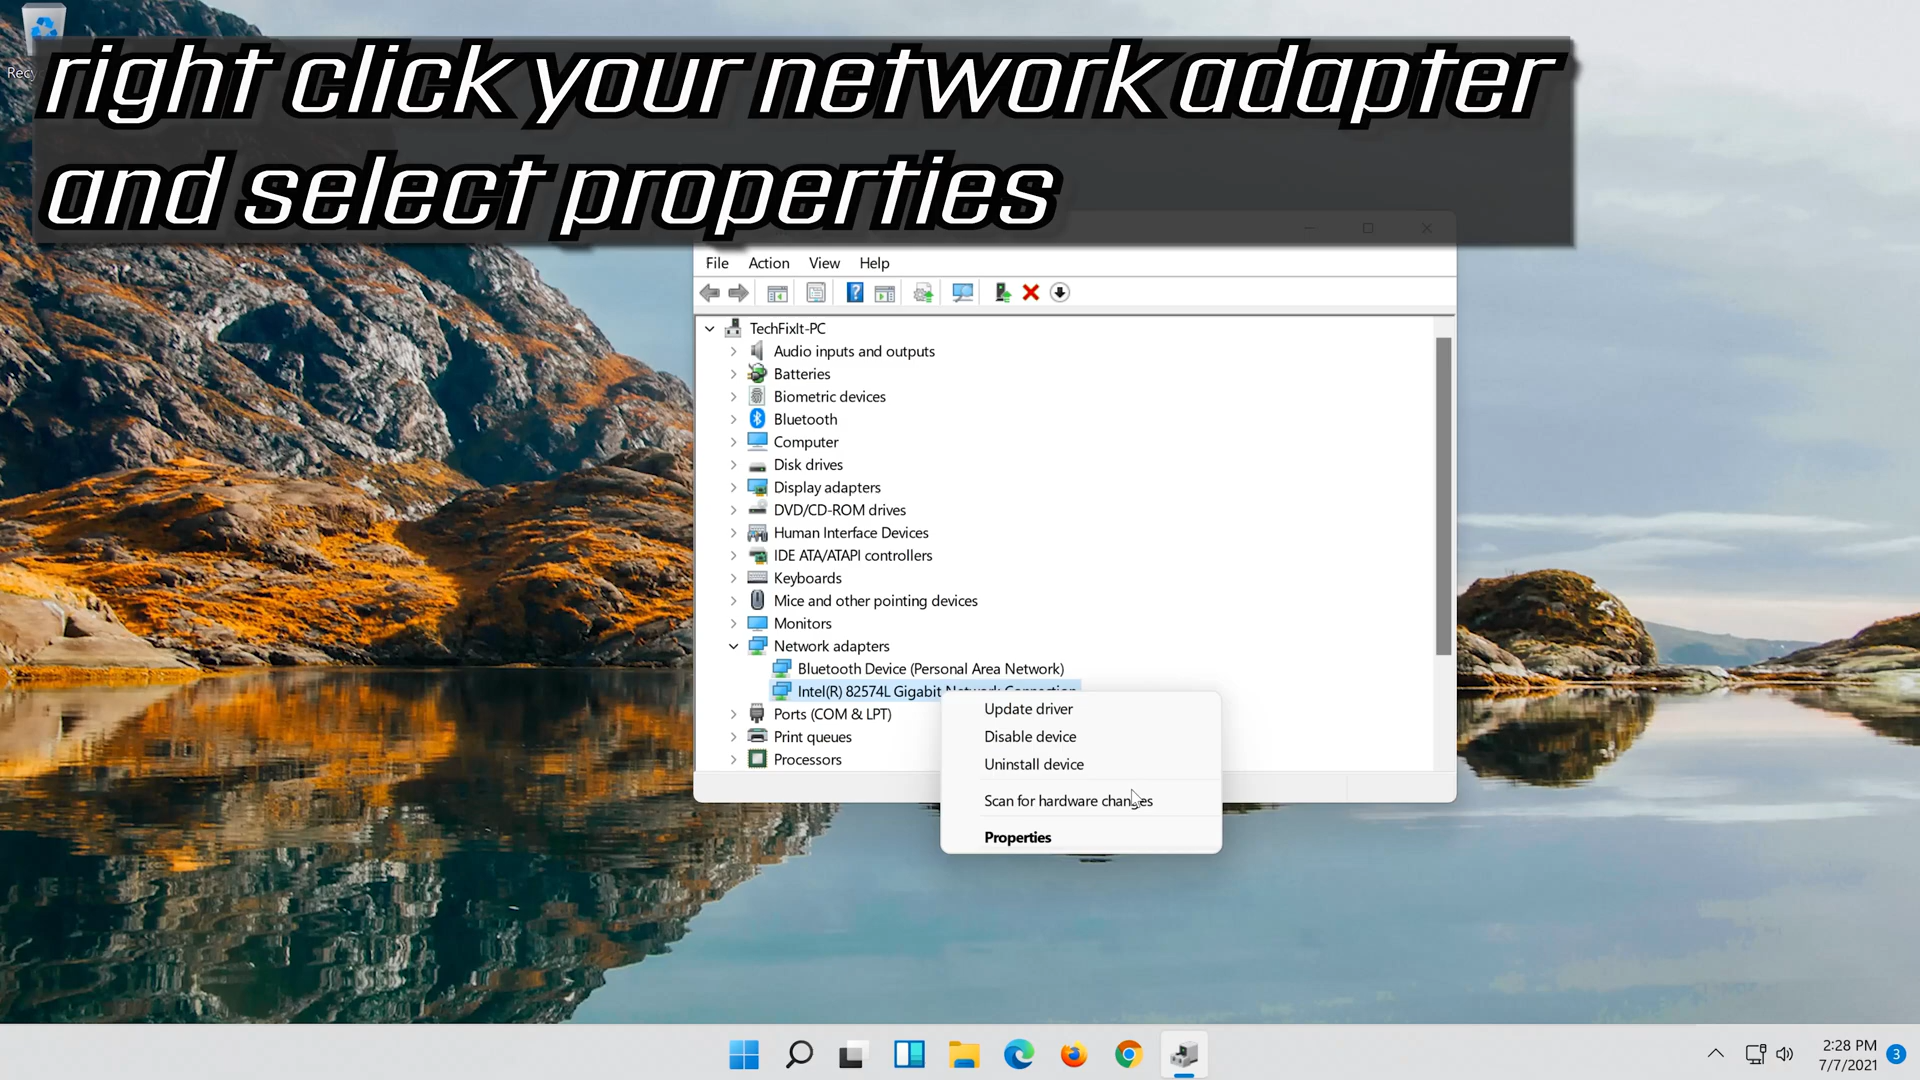 right click your network adapter
and select properties
File Action View Help
TechFixIt-PC
Audio inputs and outputs
Batteries
Biometric devices
Bluetooth
Computer
Disk drives
Display adapters
DVD/CD-ROM drives
Human Interface Devices
IDE ATA/ATAPI controllers
Keyboards
Mice and other pointing devices
Monitors
Network adapters
Bluetooth Device (Personal Area Network)
Intel(R) 82574L Gigabit Network Connection
Ports (COM & LPT)
Print queues
Processors
Update driver
Disable device
Uninstall device
Scan for hardware changes
Properties
2:28 PM
7/7/2021
3